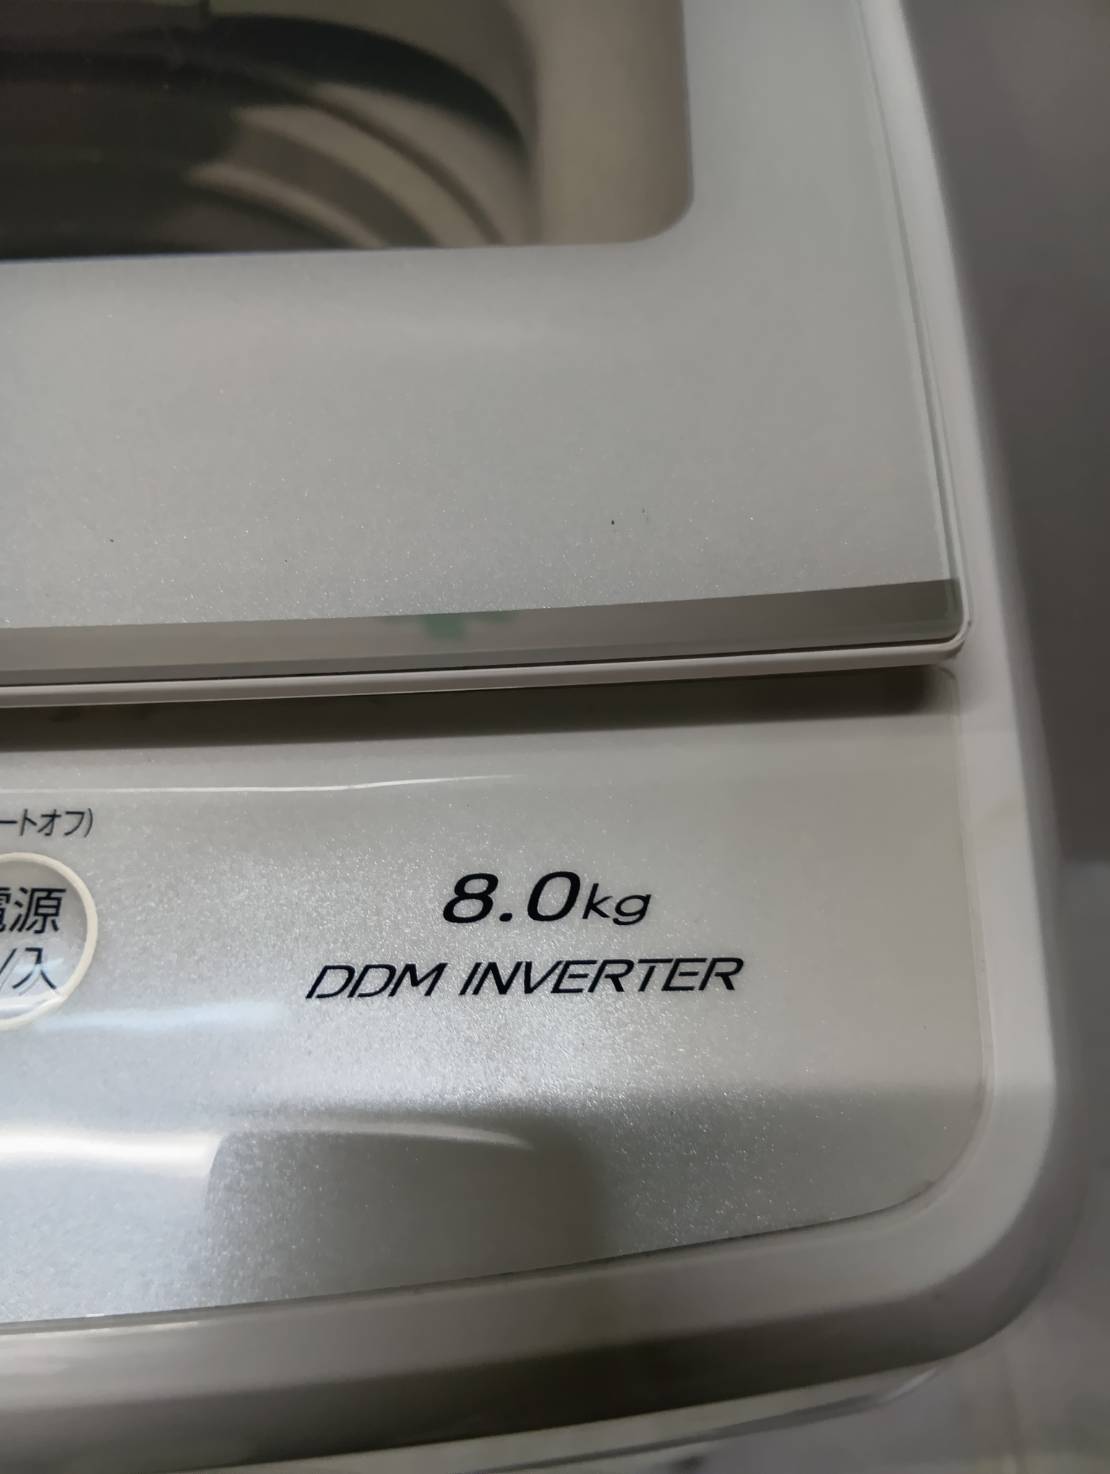 ートオフ)
電源
/入
8.0kg
DDM INVERTER